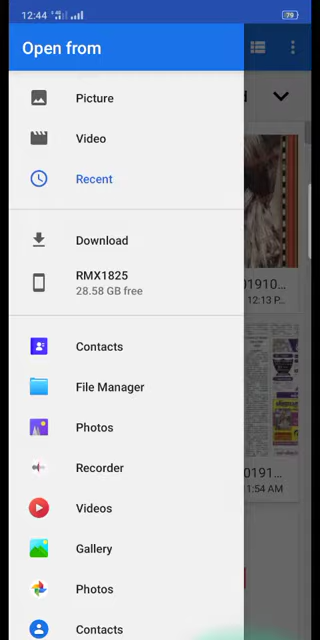 12:44
79
Open from
Picture
Video
Recent
Download
RMX1825
28.58 GB free
Contacts
File Manager
Photos
Recorder
Videos
Gallery
Photos
Contacts
01910...
12:13 P...
0191...
1:54 AM